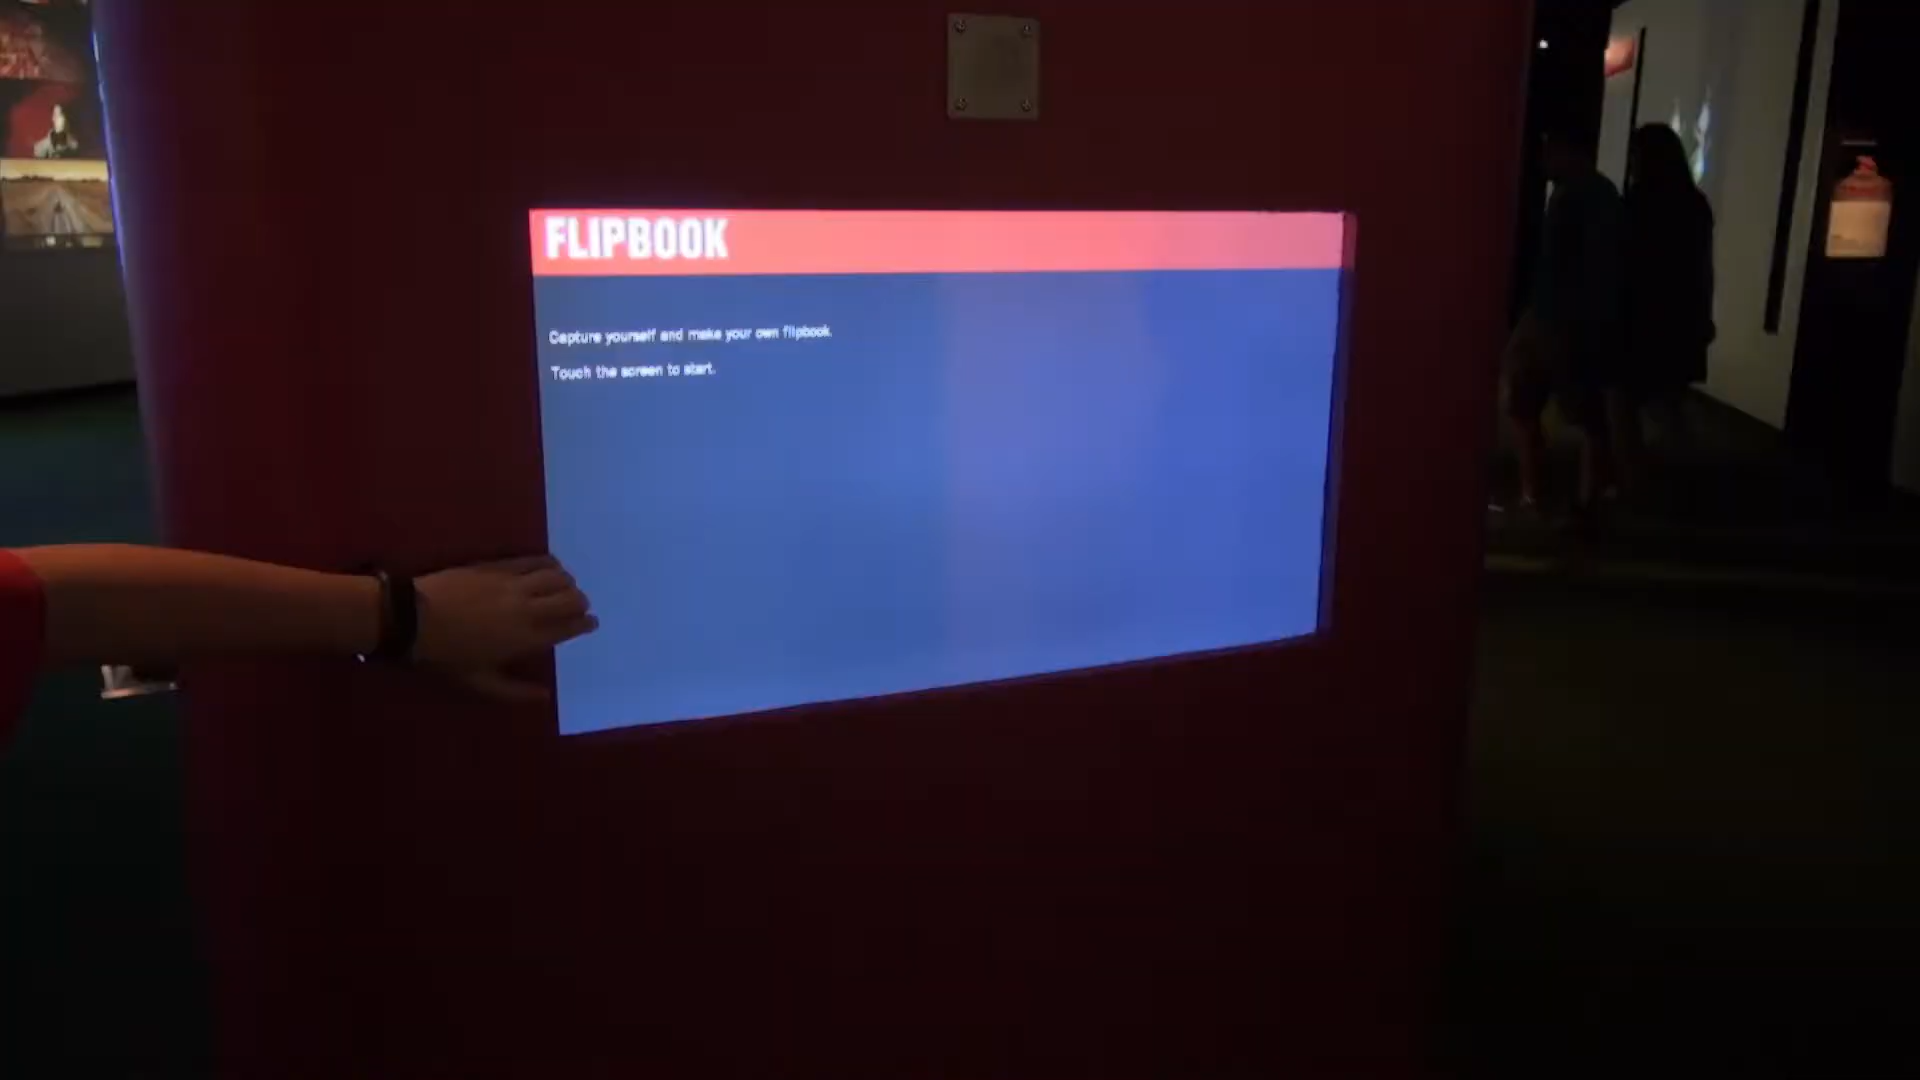 FLIPBOOK
Capture yourself and make your own flipbook.
Touch the screen to start.